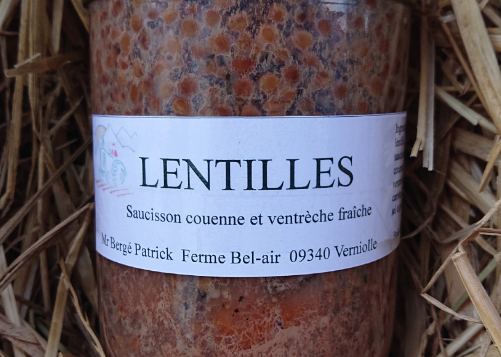 LENTILLES
Saucisson couenne et ventrèche fraîche
Mr Bergé Patrick Ferme Bel-air 09340 Verniolle